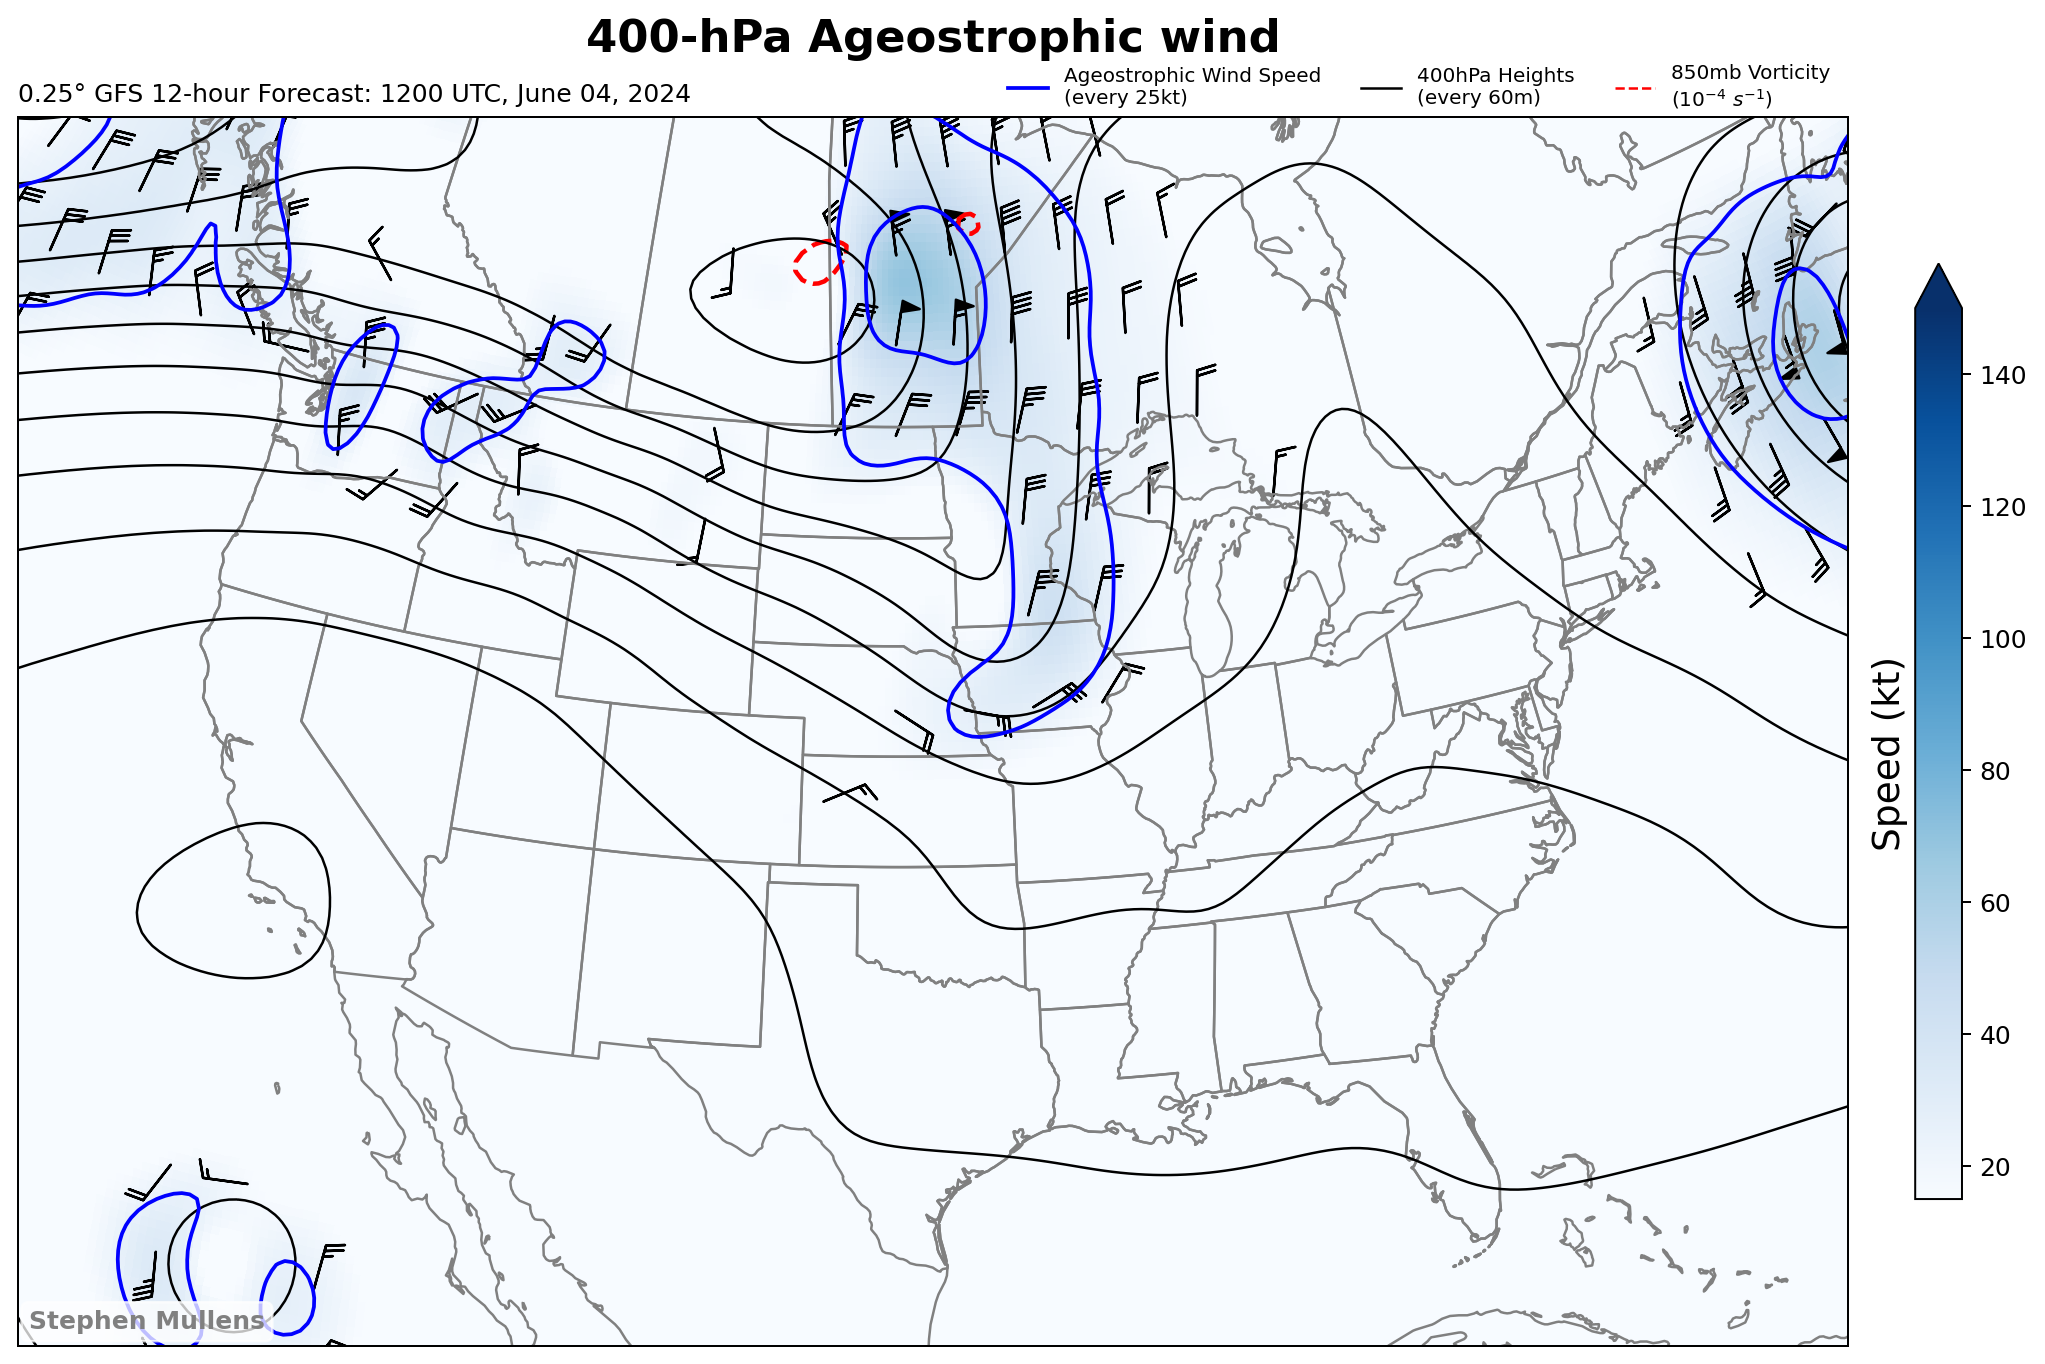 400-hPa Ageostrophic wind
0.25° GFS 12-hour Forecast: 1200 UTC, June 04, 2024
Ageostrophic Wind Speed
(every 25kt)
400hPa Heights
(every 60m)
850mb Vorticity
(10⁻⁴ s⁻¹)
140
120
100
80
60
40
20
Speed (kt)
Stephen Mullens